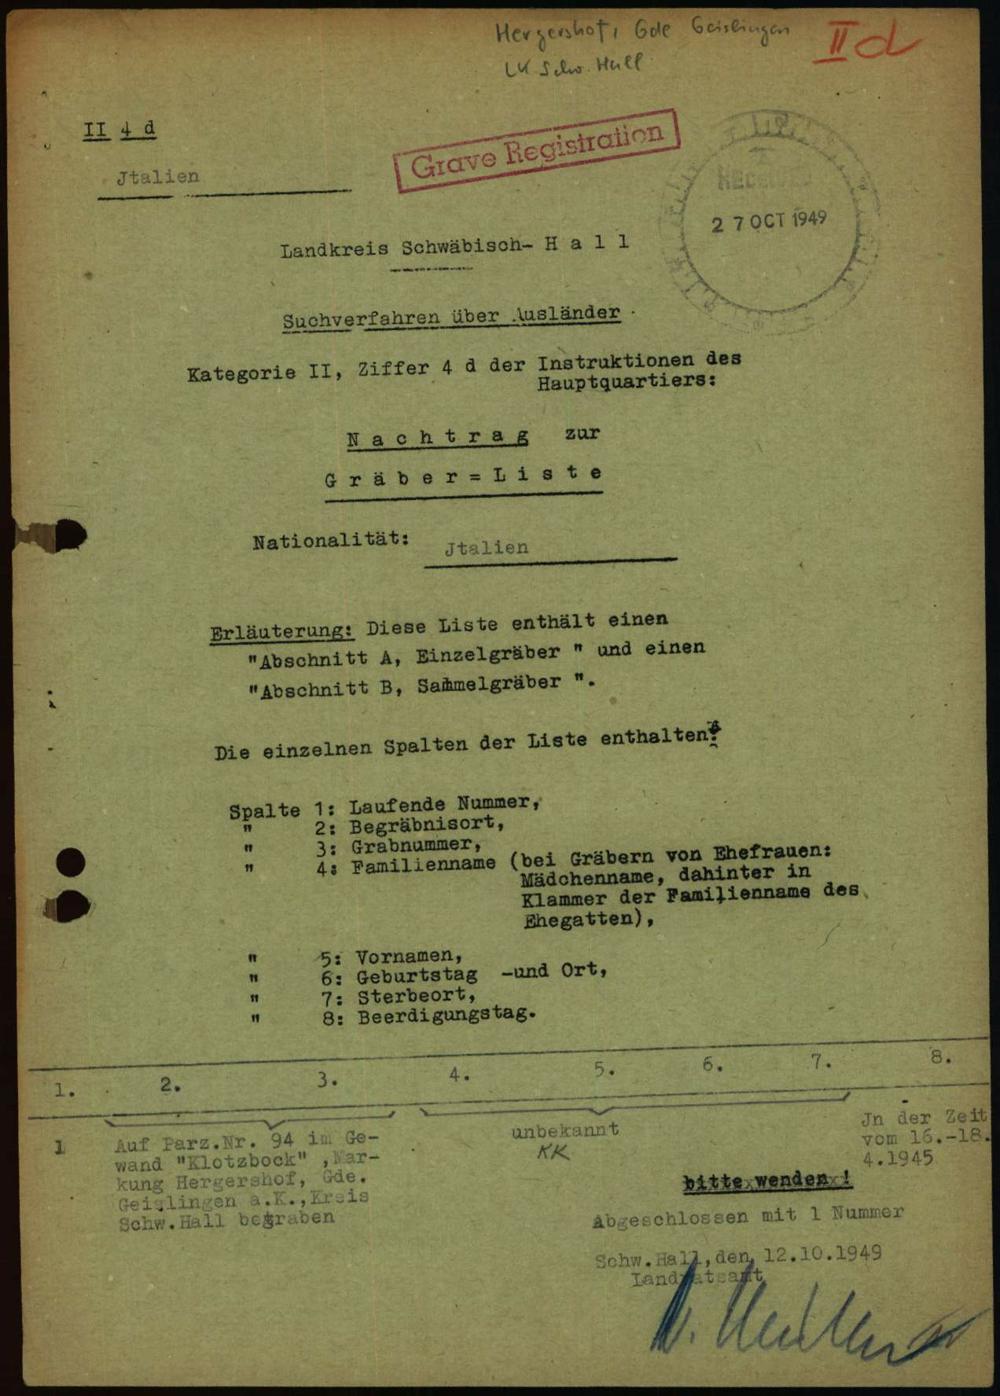 Hergershof, Gde Geislingen
LK Schw. Hall
II d
II 4 d
Jtalien
Grave Registration
RECEIVED
27 OCT 1949
Landkreis Schwäbisch- H a l l
Suchverfahren über Ausländer
Kategorie II, Ziffer 4 d der Instruktionen des
Hauptquartiers:
N a c h t r a g zur
G r ä b e r = L i s t e
Nationalität: Jtalien
Erläuterung: Diese Liste enthält einen
"Abschnitt A, Einzelgräber " und einen
"Abschnitt B, Sammelgräber ".
Die einzelnen Spalten der Liste enthalten:
Spalte 1: Laufende Nummer,
" 2: Begräbnisort,
" 3: Grabnummer,
" 4: Familienname (bei Gräbern von Ehefrauen:
Mädchenname, dahinter in
Klammer der Familienname des
Ehegatten),
" 5: Vornamen,
" 6: Geburtstag -und Ort,
" 7: Sterbeort,
" 8: Beerdigungstag.
1. 2. 3. 4. 5. 6. 7. 8.
1 Auf Parz.Nr. 94 im Ge-
wand "Klotzbock" ,Mar-
kung Hergershof, Gde.
Geislingen a.K.,Kreis
Schw.Hall begraben
unbekannt
KK
Jn der Zeit
vom 16.-18.
4.1945
bitte wenden !
Abgeschlossen mit 1 Nummer
Schw.Hall,den 12.10.1949
Landratsamt